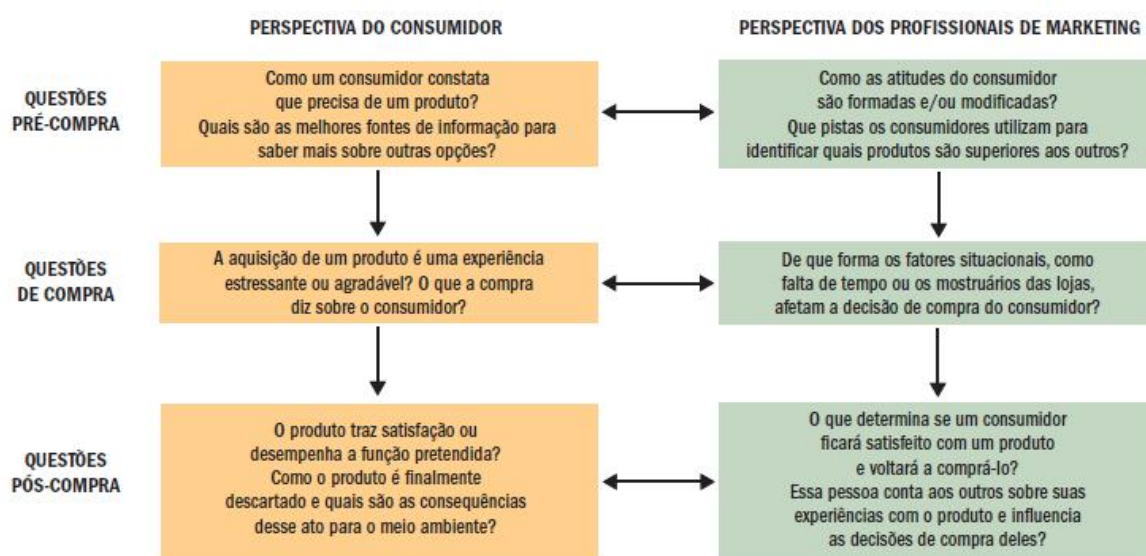 PERSPECTIVA DO CONSUMIDOR
PERSPECTIVA DOS PROFISSIONAIS DE MARKETING
QUESTÕES
PRÉ-COMPRA
Como um consumidor constata
que precisa de um produto?
Quais são as melhores fontes de informação para
saber mais sobre outras opções?
Como as atitudes do consumidor
são formadas e/ou modificadas?
Que pistas os consumidores utilizam para
identificar quais produtos são superiores aos outros?
QUESTÕES
DE COMPRA
A aquisição de um produto é uma experiência
estressante ou agradável? O que a compra
diz sobre o consumidor?
De que forma os fatores situacionais, como
falta de tempo ou os mostruários das lojas,
afetam a decisão de compra do consumidor?
QUESTÕES
PÓS-COMPRA
O produto traz satisfação ou
desempenha a função pretendida?
Como o produto é finalmente
descartado e quais são as consequências
desse ato para o meio ambiente?
O que determina se um consumidor
ficará satisfeito com um produto
e voltará a comprá-lo?
Essa pessoa conta aos outros sobre suas
experiências com o produto e influencia
as decisões de compra deles?